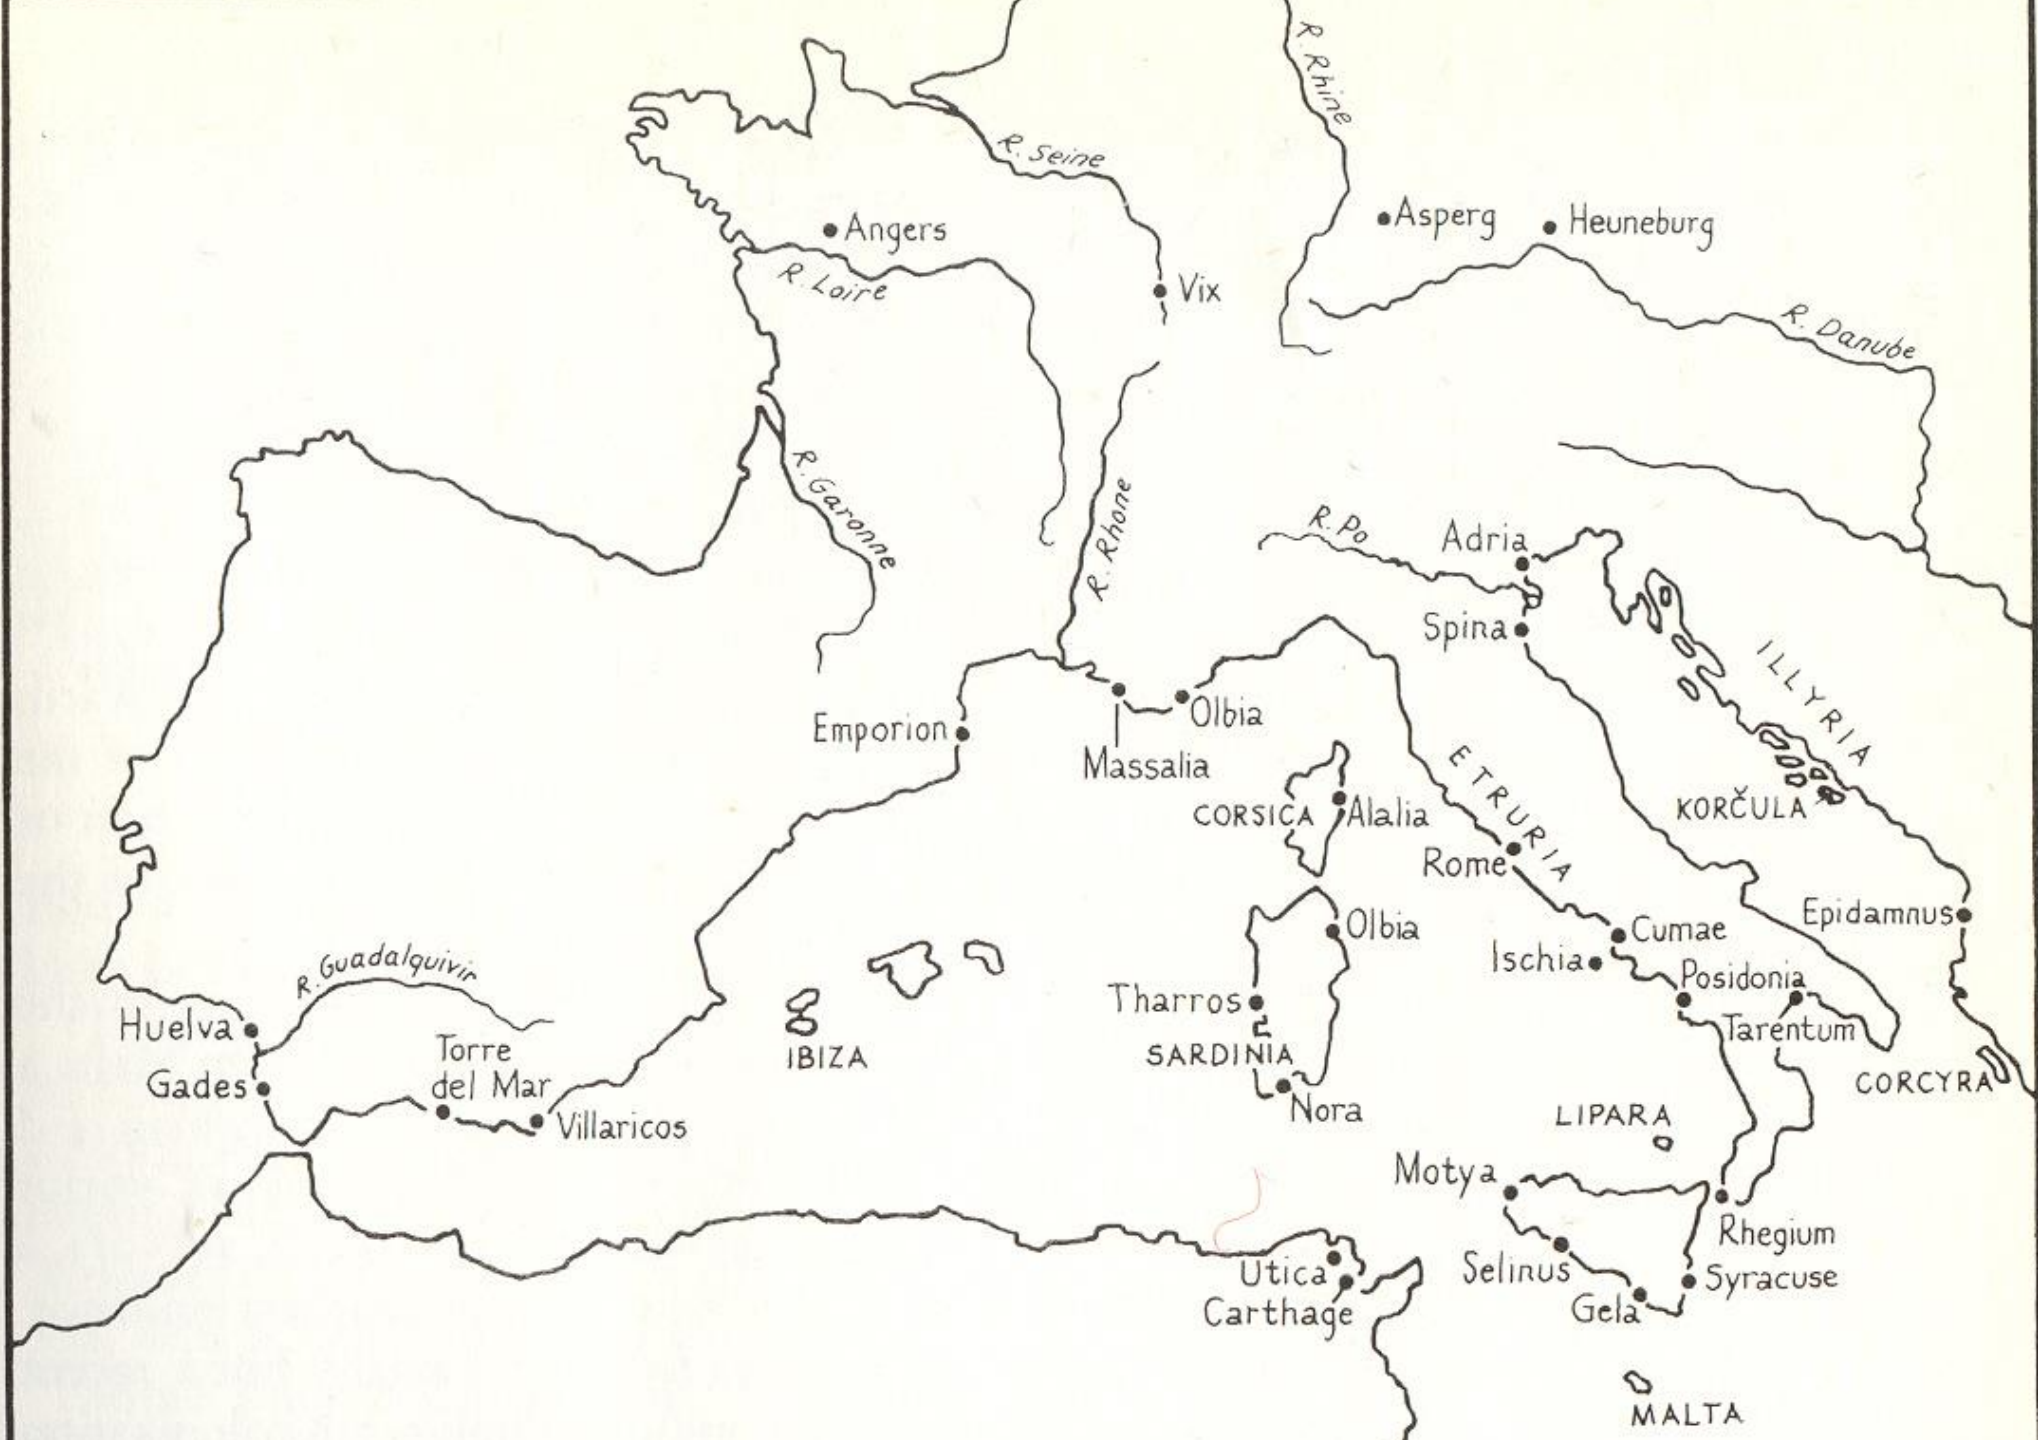 R. Rhine
R. Seine
Asperg
Heuneburg
Angers
R. Loire
Vix
R. Danube
R. Garonne
R. Rhone
R. Po
Adria
Spina
ILLYRIA
Emporion
Olbia
Massalia
ETRURIA
CORSICA
Alalia
KORČULA
Rome
Olbia
Cumae
Epidamnus
Ischia
R. Guadalquivir
Posidonia
Tharros
Huelva
Tarentum
Torre
del Mar
IBIZA
SARDINIA
Gades
CORCYRA
Nora
LIPARA
Villaricos
Motya
Rhegium
Utica
Selinus
Syracuse
Carthage
Gela
MALTA